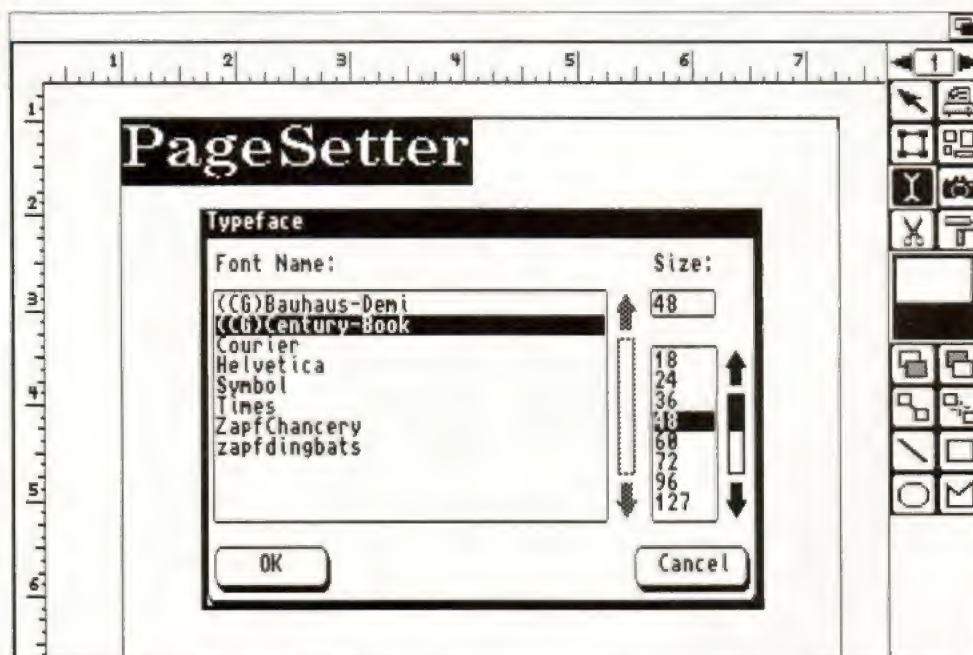 1 2 3 4 5 6 7
1
1
2
3
4
5
6
PageSetter
Typeface
Font Name: Size:
48
(CG)Bauhaus-Demi
(CG)Century-Book
Courier
Helvetica
Symbol
Times
ZapfChancery
zapfdingbats
18
24
36
48
60
72
96
127
OK Cancel